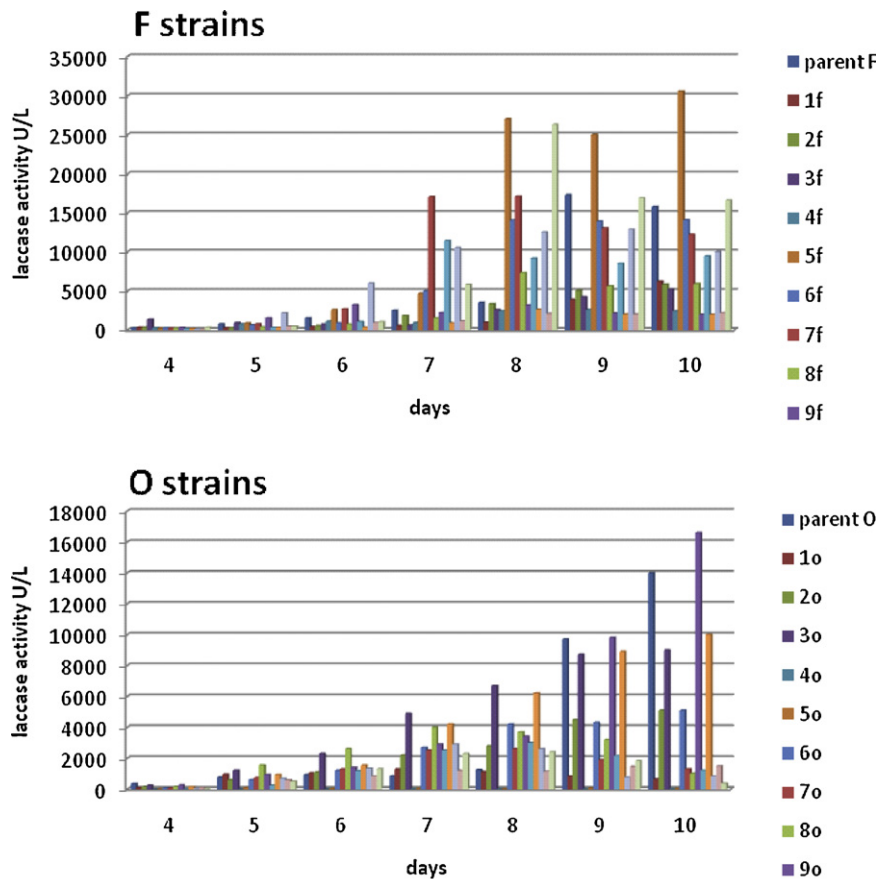 F strains
laccase activity U/L
35000
30000
25000
20000
15000
10000
5000
0
4 5 6 7 8 9 10
days
parent F
1f
2f
3f
4f
5f
6f
7f
8f
9f
O strains
laccase activity U/L
18000
16000
14000
12000
10000
8000
6000
4000
2000
0
4 5 6 7 8 9 10
days
parent O
1o
2o
3o
4o
5o
6o
7o
8o
9o